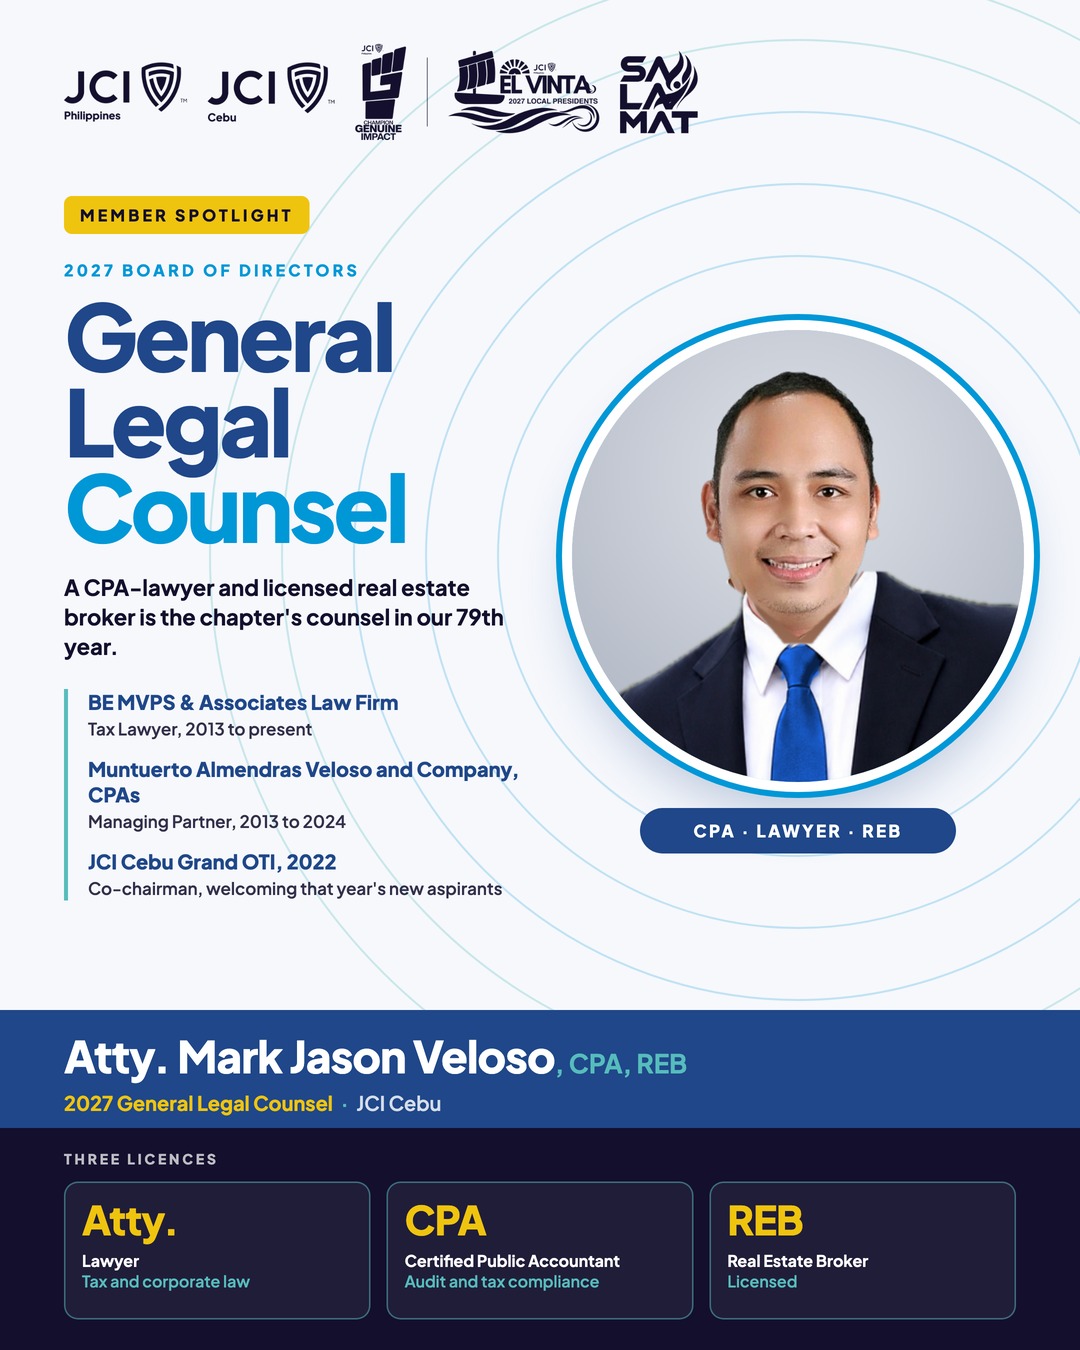 JCI
TM
Philippines
JCI
TM
Cebu
JCI
G
CHAMPION
GENUINE
IMPACT
JCI
EL VINTA
2027 LOCAL PRESIDENTS
SA
LA
MAT
MEMBER SPOTLIGHT
2027 BOARD OF DIRECTORS
General
Legal
Counsel
A CPA-lawyer and licensed real estate
broker is the chapter's counsel in our 79th
year.
BE MVPS & Associates Law Firm
Tax Lawyer, 2013 to present
Muntuerto Almendras Veloso and Company,
CPAs
Managing Partner, 2013 to 2024
JCI Cebu Grand OTI, 2022
Co-chairman, welcoming that year's new aspirants
CPA · LAWYER · REB
Atty. Mark Jason Veloso, CPA, REB
2027 General Legal Counsel · JCI Cebu
THREE LICENCES
Atty.
Lawyer
Tax and corporate law
CPA
Certified Public Accountant
Audit and tax compliance
REB
Real Estate Broker
Licensed